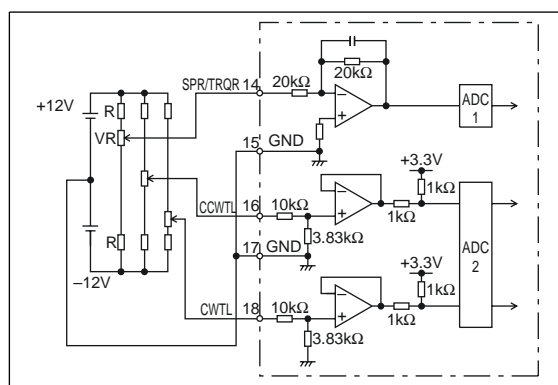 SPR/TRQR 14 20kΩ
20kΩ
+12V
R
VR
ADC
1
15 GND
CCWTL 16 10kΩ
+3.3V
1kΩ
1kΩ
3.83kΩ
ADC
2
R
17 GND
−12V
CWTL 18 10kΩ
+3.3V
1kΩ
1kΩ
3.83kΩ
−
+
−
+
−
+